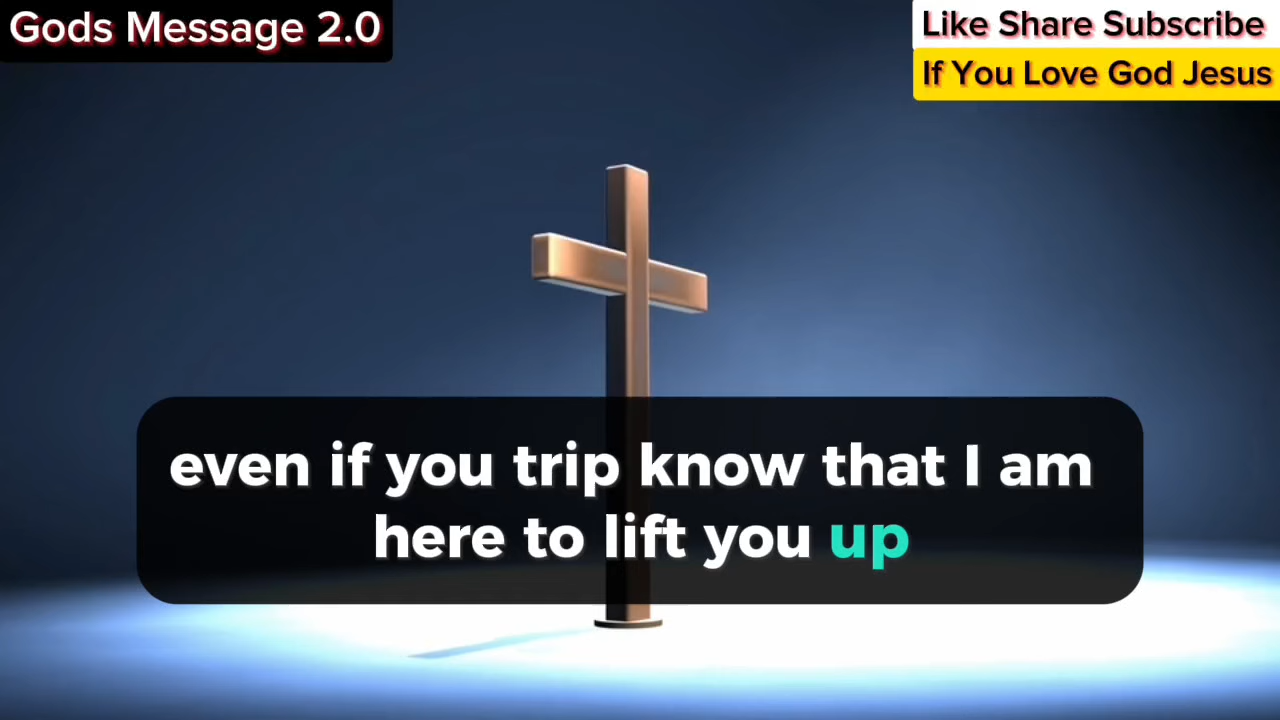 Gods Message 2.0
Like Share Subscribe
If You Love God Jesus
even if you trip know that I am
here to lift you up